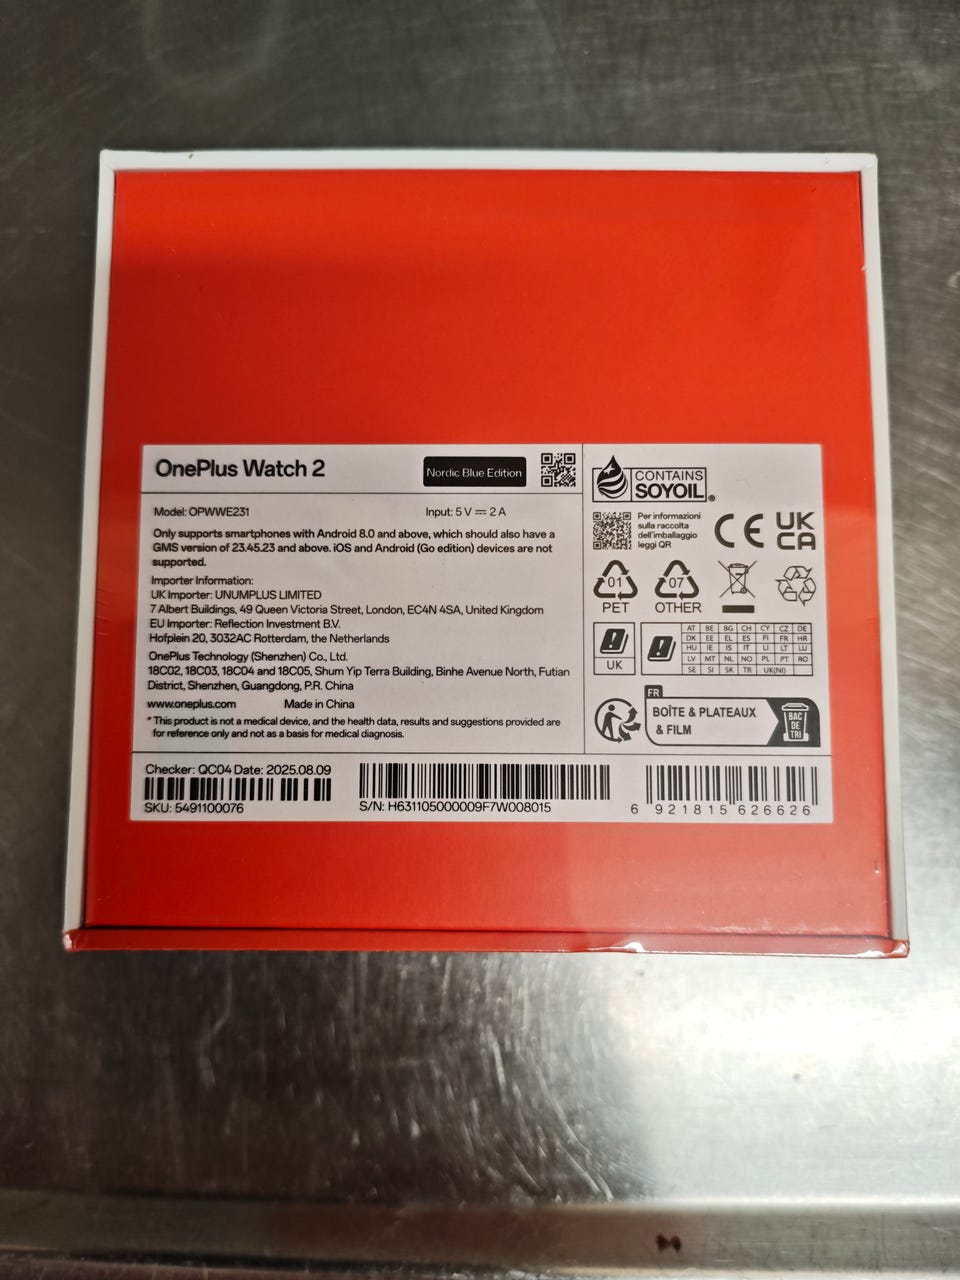 OnePlus Watch 2
Nordic Blue Edition
Model: OPWWE231
Input: 5 V ⎓ 2 A
Only supports smartphones with Android 8.0 and above, which should also have a
GMS version of 23.45.23 and above. iOS and Android (Go edition) devices are not
supported.
Importer Information:
UK Importer: UNUMPLUS LIMITED
7 Albert Buildings, 49 Queen Victoria Street, London, EC4N 4SA, United Kingdom
EU Importer: Reflection Investment B.V.
Hofplein 20, 3032AC Rotterdam, the Netherlands
OnePlus Technology (Shenzhen) Co., Ltd.
18C02, 18C03, 18C04 and 18C05, Shum Yip Terra Building, Binhe Avenue North, Futian
District, Shenzhen, Guangdong, P.R. China
www.oneplus.com
Made in China
* This product is not a medical device, and the health data, results and suggestions provided are
for reference only and not as a basis for medical diagnosis.
CONTAINS
SOYOIL®
Per informazioni
sulla raccolta
dell'imballaggio
leggi QR
CE
UK
CA
01
PET
07
OTHER
UK
AT BE BG CH CY CZ DE
DK EE EL ES FI FR HR
HU IE IS IT LI LT LU
LV MT NL NO PL PT RO
SE SI SK TR UK(NI)
FR
BOÎTE & PLATEAUX
& FILM
BAC
DE
TRI
Checker: QC04 Date: 2025.08.09
SKU: 5491100076
S/N: H631105000009F7W008015
6 921815 626626